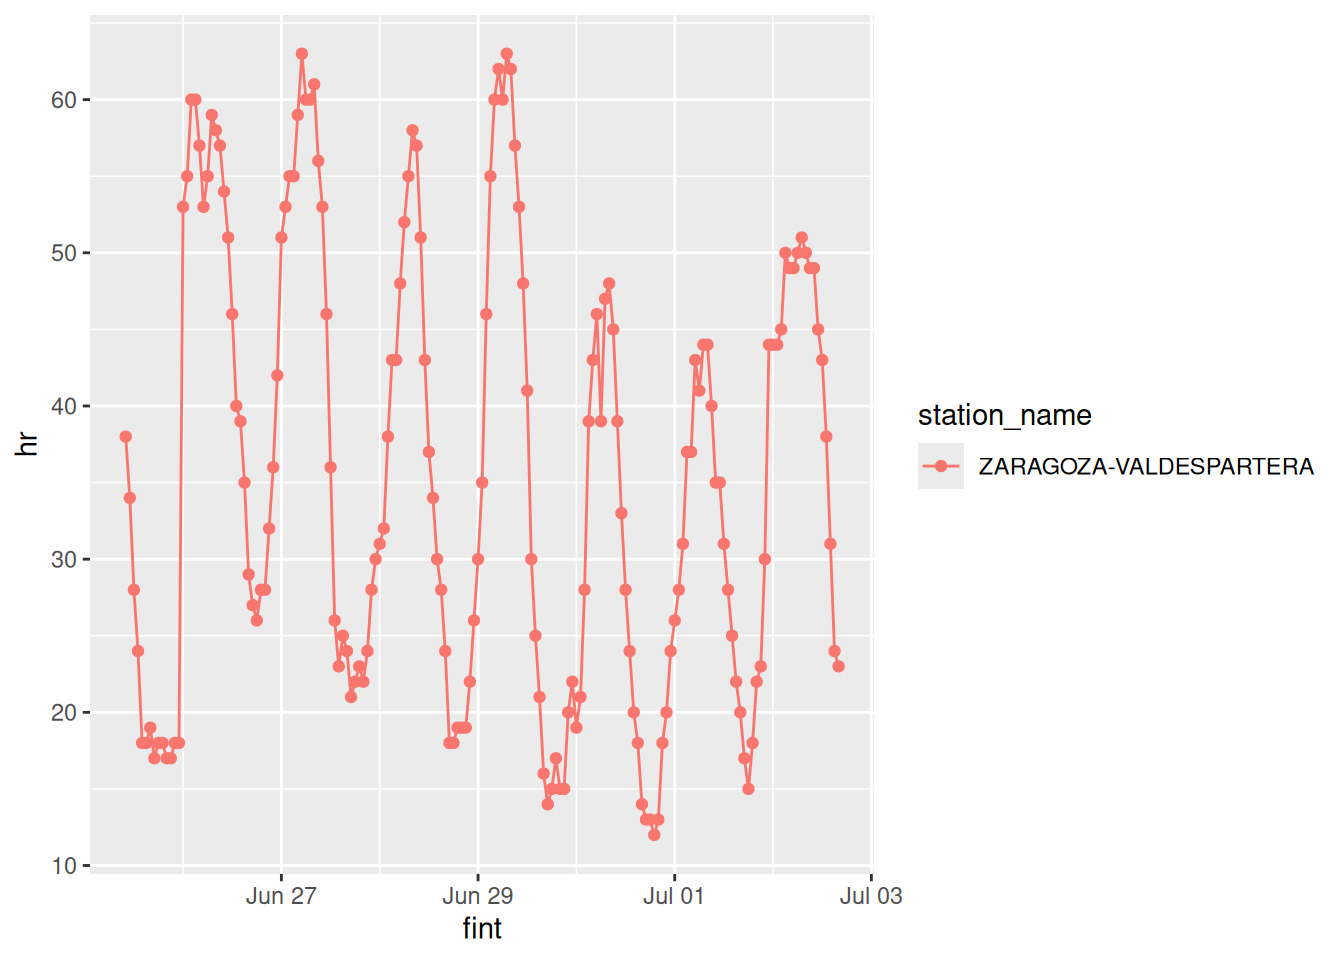 60
50
40
30
20
10
hr
Jun 27
Jun 29
Jul 01
Jul 03
fint
station_name
ZARAGOZA-VALDESPARTERA